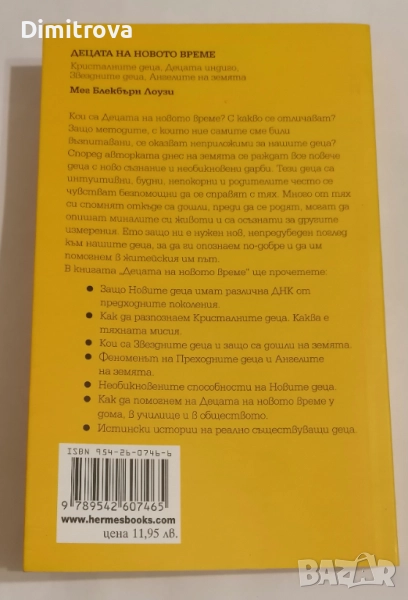 Dimitrova
ДЕЦАТА НА НОВОТО ВРЕМЕ
Кристалните деца, Децата индиго,
Звездните деца, Ангелите на земята
Мег Блекбърн Лоузи
Кои са Децата на новото време? С какво се отличават?
Защо методите, с които ние самите сме били
възпитавани, се оказват неприложими за нашите деца?
Според авторката днес на земята се раждат все повече
деца с ново съзнание и необикновени дарби. Тези деца са
интуитивни, будни, непокорни и родителите често се
чувстват безпомощни да се справят с тях. Много от тях
си спомнят откъде са дошли, преди да се родят, могат да
опишат миналите си животи и са осъзнати за другите
измерения. Ето защо ни е нужен нов, непредубеден поглед
към нашите деца, за да ги опознаем по-добре и да им
помогнем в житейския им път.
В книгата „Децата на новото време" ще прочетете:
● Защо Новите деца имат различна ДНК от
предходните поколения.
● Как да разпознаем Кристалните деца. Каква е
тяхната мисия.
● Кои са Звездните деца и защо са дошли на земята.
● Феноменът на Преходните деца и Ангелите
на земята.
● Необикновените способности на Новите деца.
● Как да помогнем на Децата на новото време у
дома, в училище и в обществото.
● Истински истории на реално съществуващи деца.
ISBN 954-26-0746-6
9 789542 607465
www.hermesbooks.com
цена 11,95 лв.
BAZAR